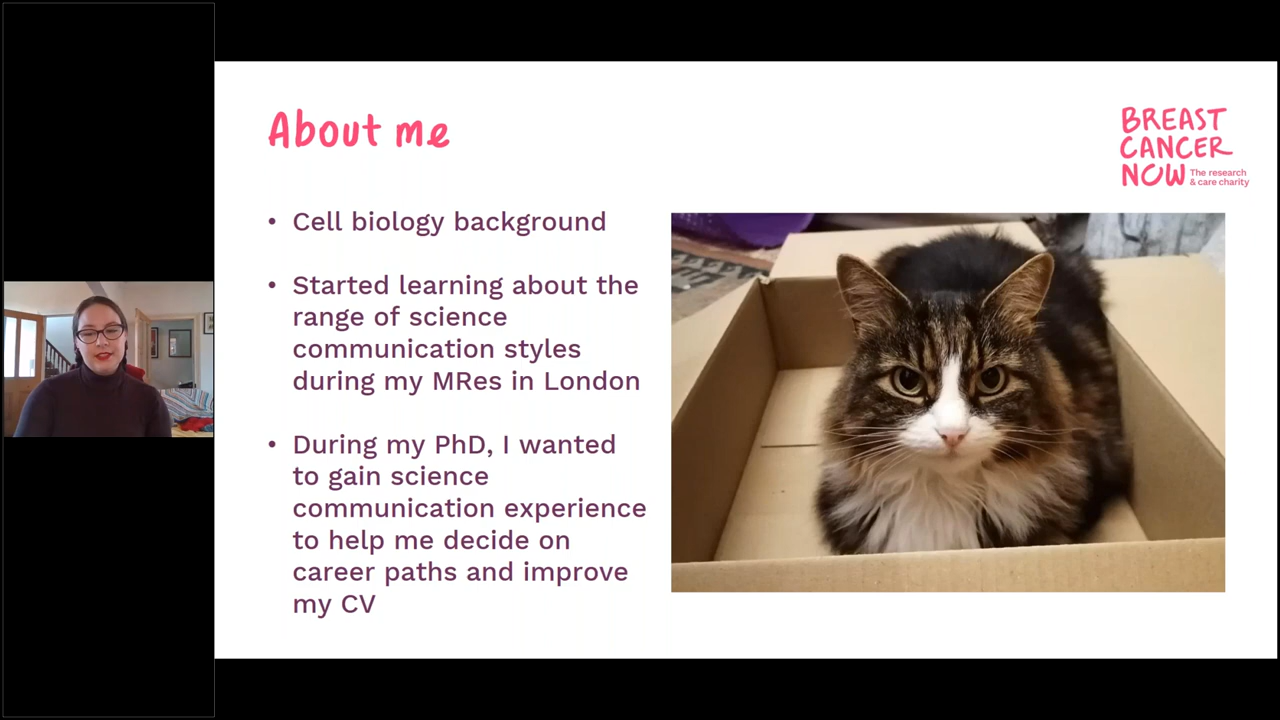 About me
BREAST
CANCER
NOW The research
& care charity
• Cell biology background
• Started learning about the
range of science
communication styles
during my MRes in London
• During my PhD, I wanted
to gain science
communication experience
to help me decide on
career paths and improve
my CV